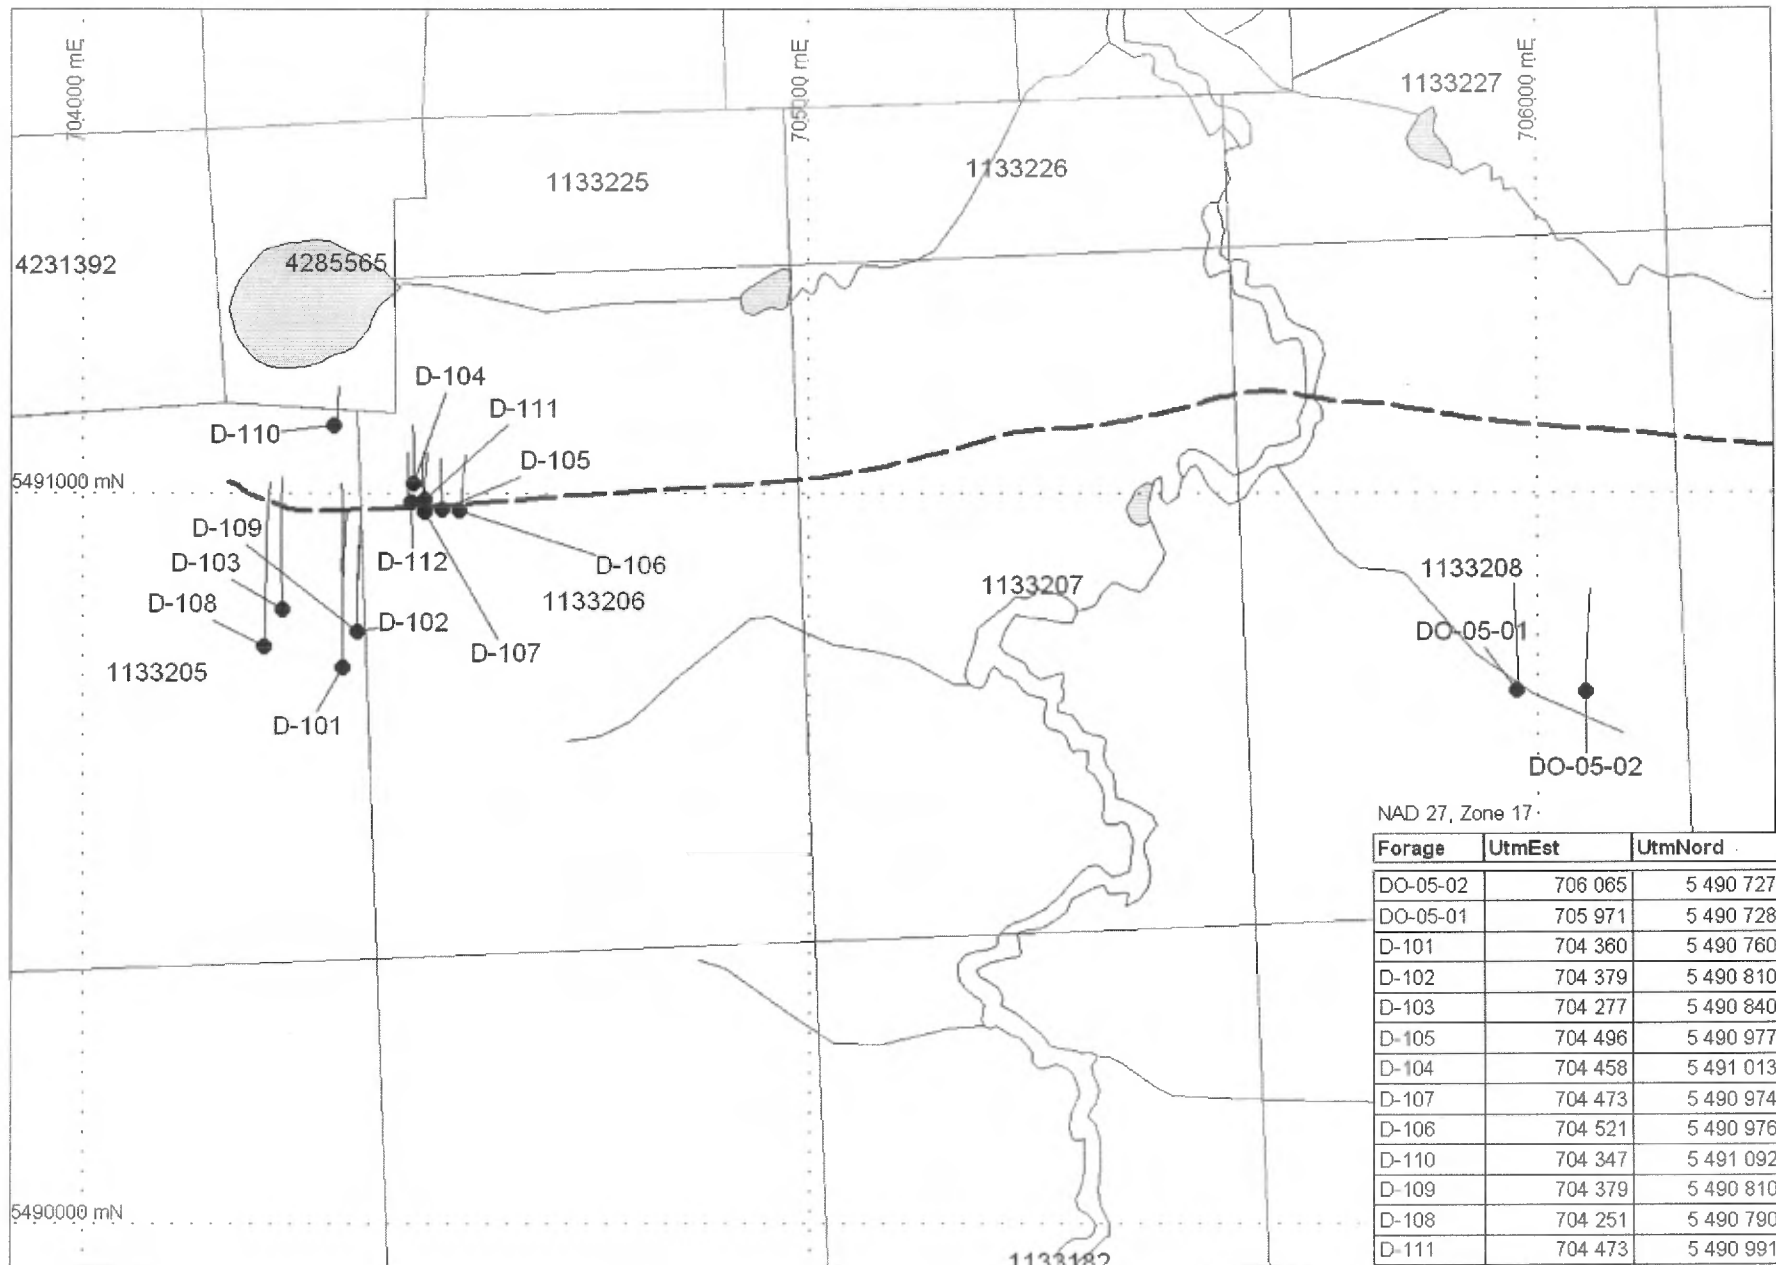 704000 mE
705000 mE
706000 mE
1133227
1133226
1133225
4231392
4285565
D-104
D-111
D-110
D-105
5491000 mN
D-109
D-103
D-112
D-106
1133208
D-108
1133206
1133207
D-102
DO-05-01
D-107
1133205
D-101
DO-05-02
NAD 27, Zone 17
Forage UtmEst UtmNord
DO-05-02 706 065 5 490 727
DO-05-01 705 971 5 490 728
D-101 704 360 5 490 760
D-102 704 379 5 490 810
D-103 704 277 5 490 840
D-105 704 496 5 490 977
D-104 704 458 5 491 013
D-107 704 473 5 490 974
D-106 704 521 5 490 976
D-110 704 347 5 491 092
D-109 704 379 5 490 810
D-108 704 251 5 490 790
D-111 704 473 5 490 991
5490000 mN
1133182